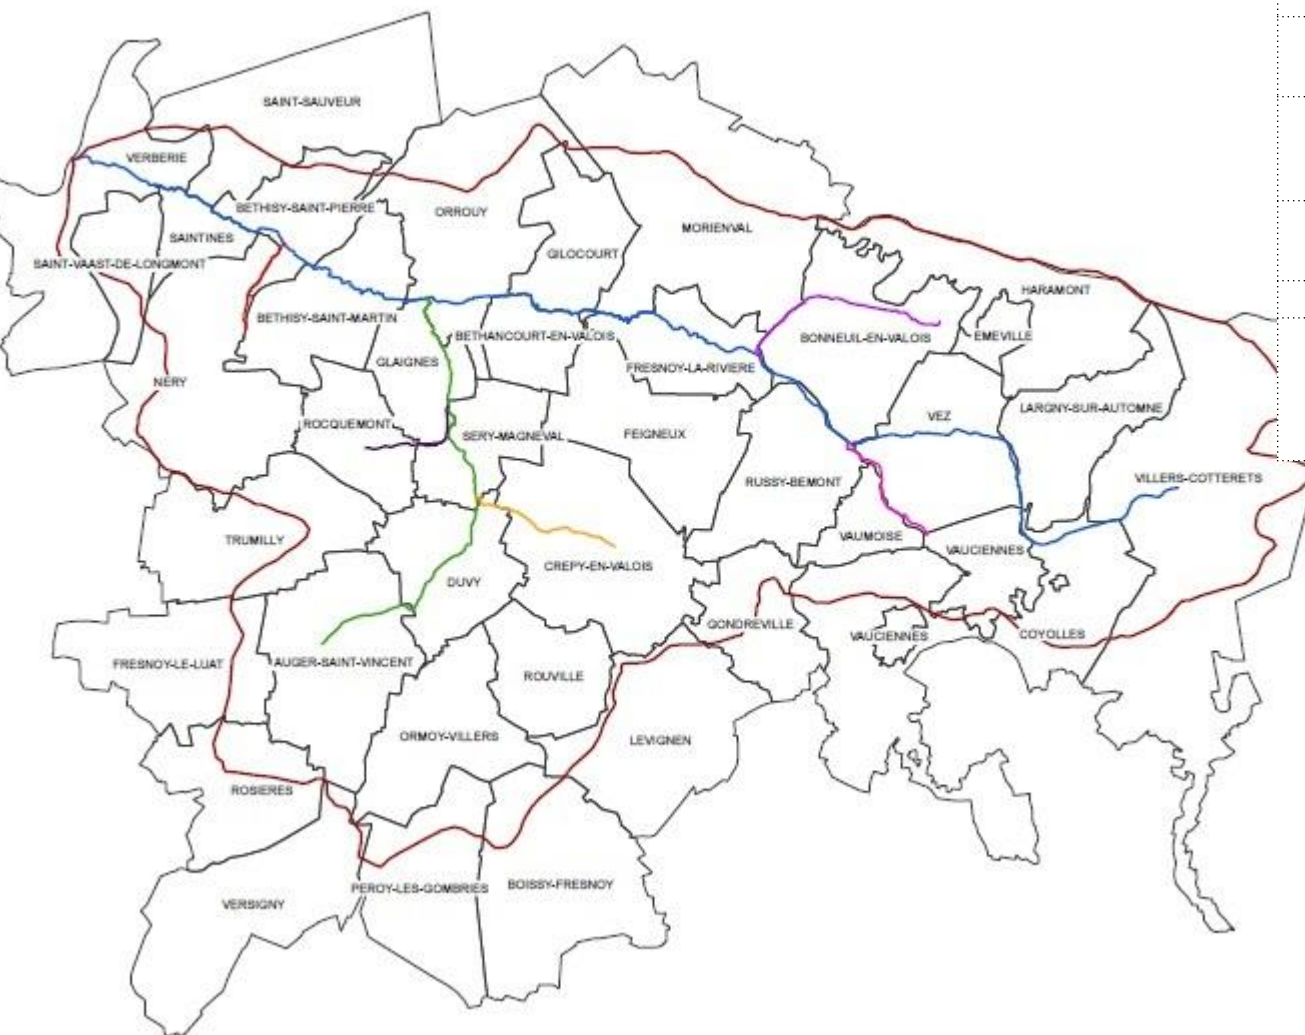 SAINT-SAUVEUR
VERBERIE
BETHISY-SAINT-PIERRE
ORROUY
MORIENVAL
SAINTINES
GILOCOURT
SAINT-VAAST-DE-LONGMONT
HARAMONT
BETHISY-SAINT-MARTIN
BETHANCOURT-EN-VALOIS
BONNEUIL-EN-VALOIS
EMEVILLE
GLAIGNES
FRESNOY-LA-RIVIERE
NERY
LARGNY-SUR-AUTOMNE
VEZ
ROCQUEMONT
SERY-MAGNEVAL
FEIGNEUX
VILLERS-COTTERETS
RUSSY-BEMONT
TRUMILLY
VAUMOISE
VAUCIENNES
CREPY-EN-VALOIS
DUVY
GONDREVILLE
VAUCIENNES
COYOLLES
FRESNOY-LE-LUAT
AUGER-SAINT-VINCENT
ROUVILLE
ORMOY-VILLERS
LEVIGNEN
ROSIERES
PEROY-LES-GOMBRIES
BOISSY-FRESNOY
VERSIGNY